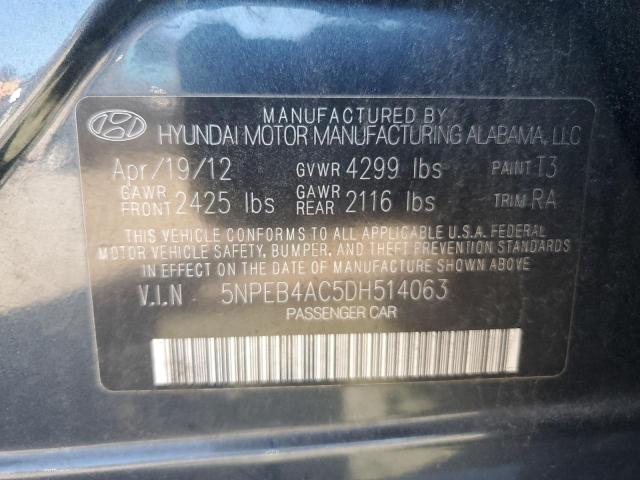 MANUFACTURED BY
HYUNDAI MOTOR MANUFACTURING ALABAMA, LLC
Apr/19/12 GVWR 4299 lbs PAINT T3
GAWR FRONT 2425 lbs GAWR REAR 2116 lbs TRIM RA
THIS VEHICLE CONFORMS TO ALL APPLICABLE U.S.A. FEDERAL
MOTOR VEHICLE SAFETY, BUMPER, AND THEFT PREVENTION STANDARDS
IN EFFECT ON THE DATE OF MANUFACTURE SHOWN ABOVE.
V.I.N 5NPEB4AC5DH514063
PASSENGER CAR